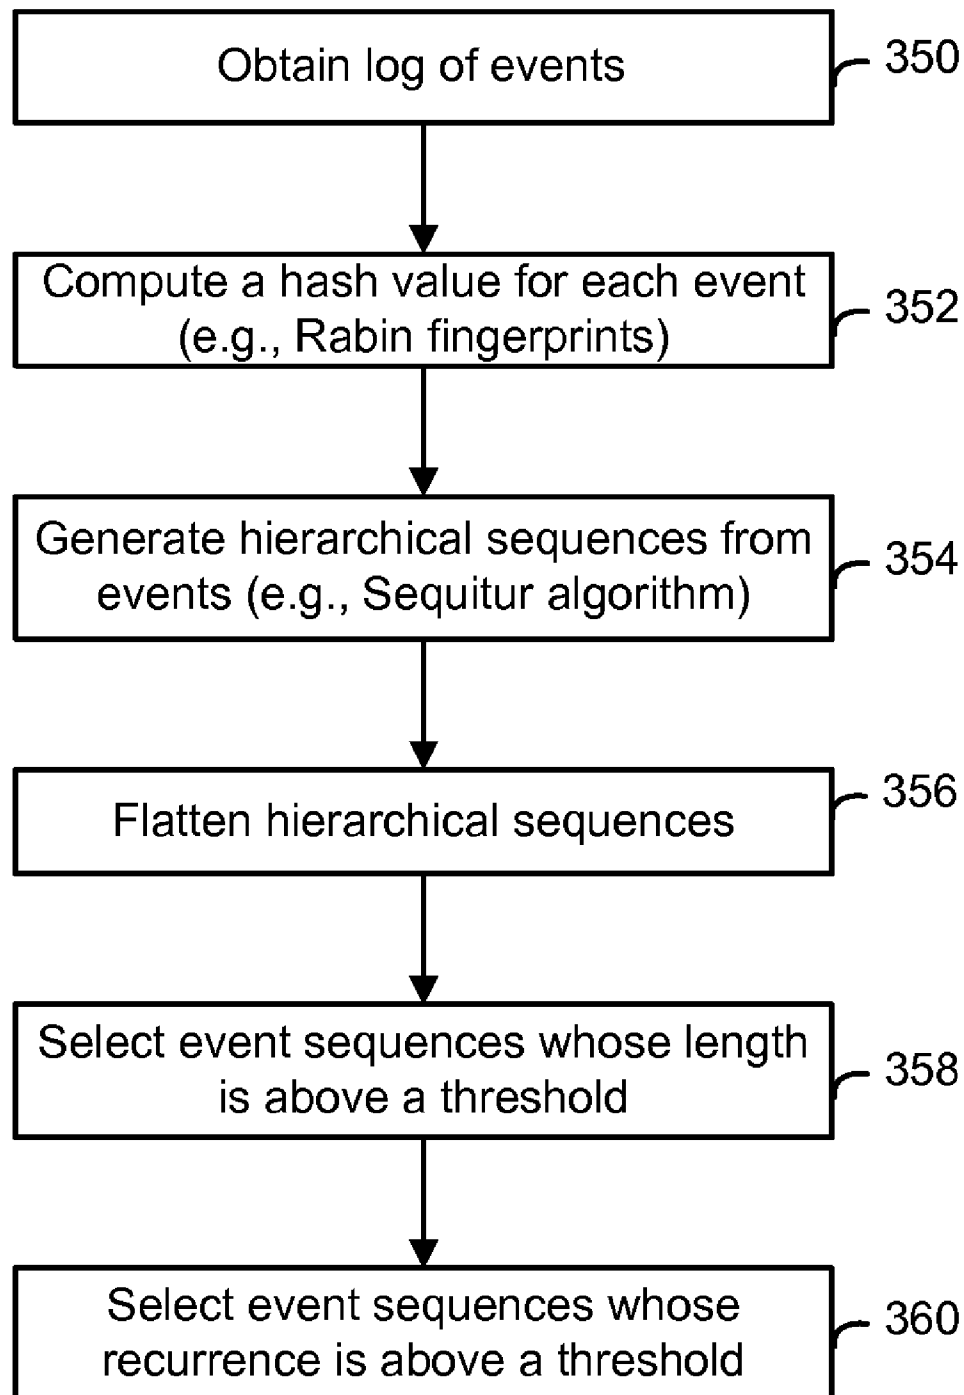 Obtain log of events
350
Compute a hash value for each event
(e.g., Rabin fingerprints)
352
Generate hierarchical sequences from
events (e.g., Sequitur algorithm)
354
Flatten hierarchical sequences
356
Select event sequences whose length
is above a threshold
358
Select event sequences whose
recurrence is above a threshold
360